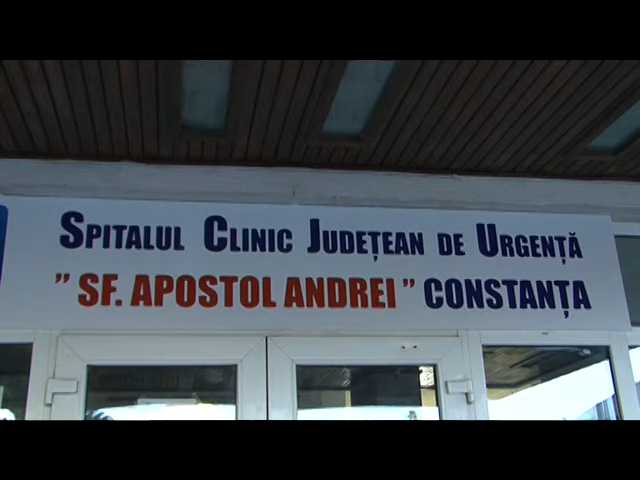 SPITALUL CLINIC JUDEȚEAN DE URGENȚĂ
" SF. APOSTOL ANDREI " CONSTANȚA